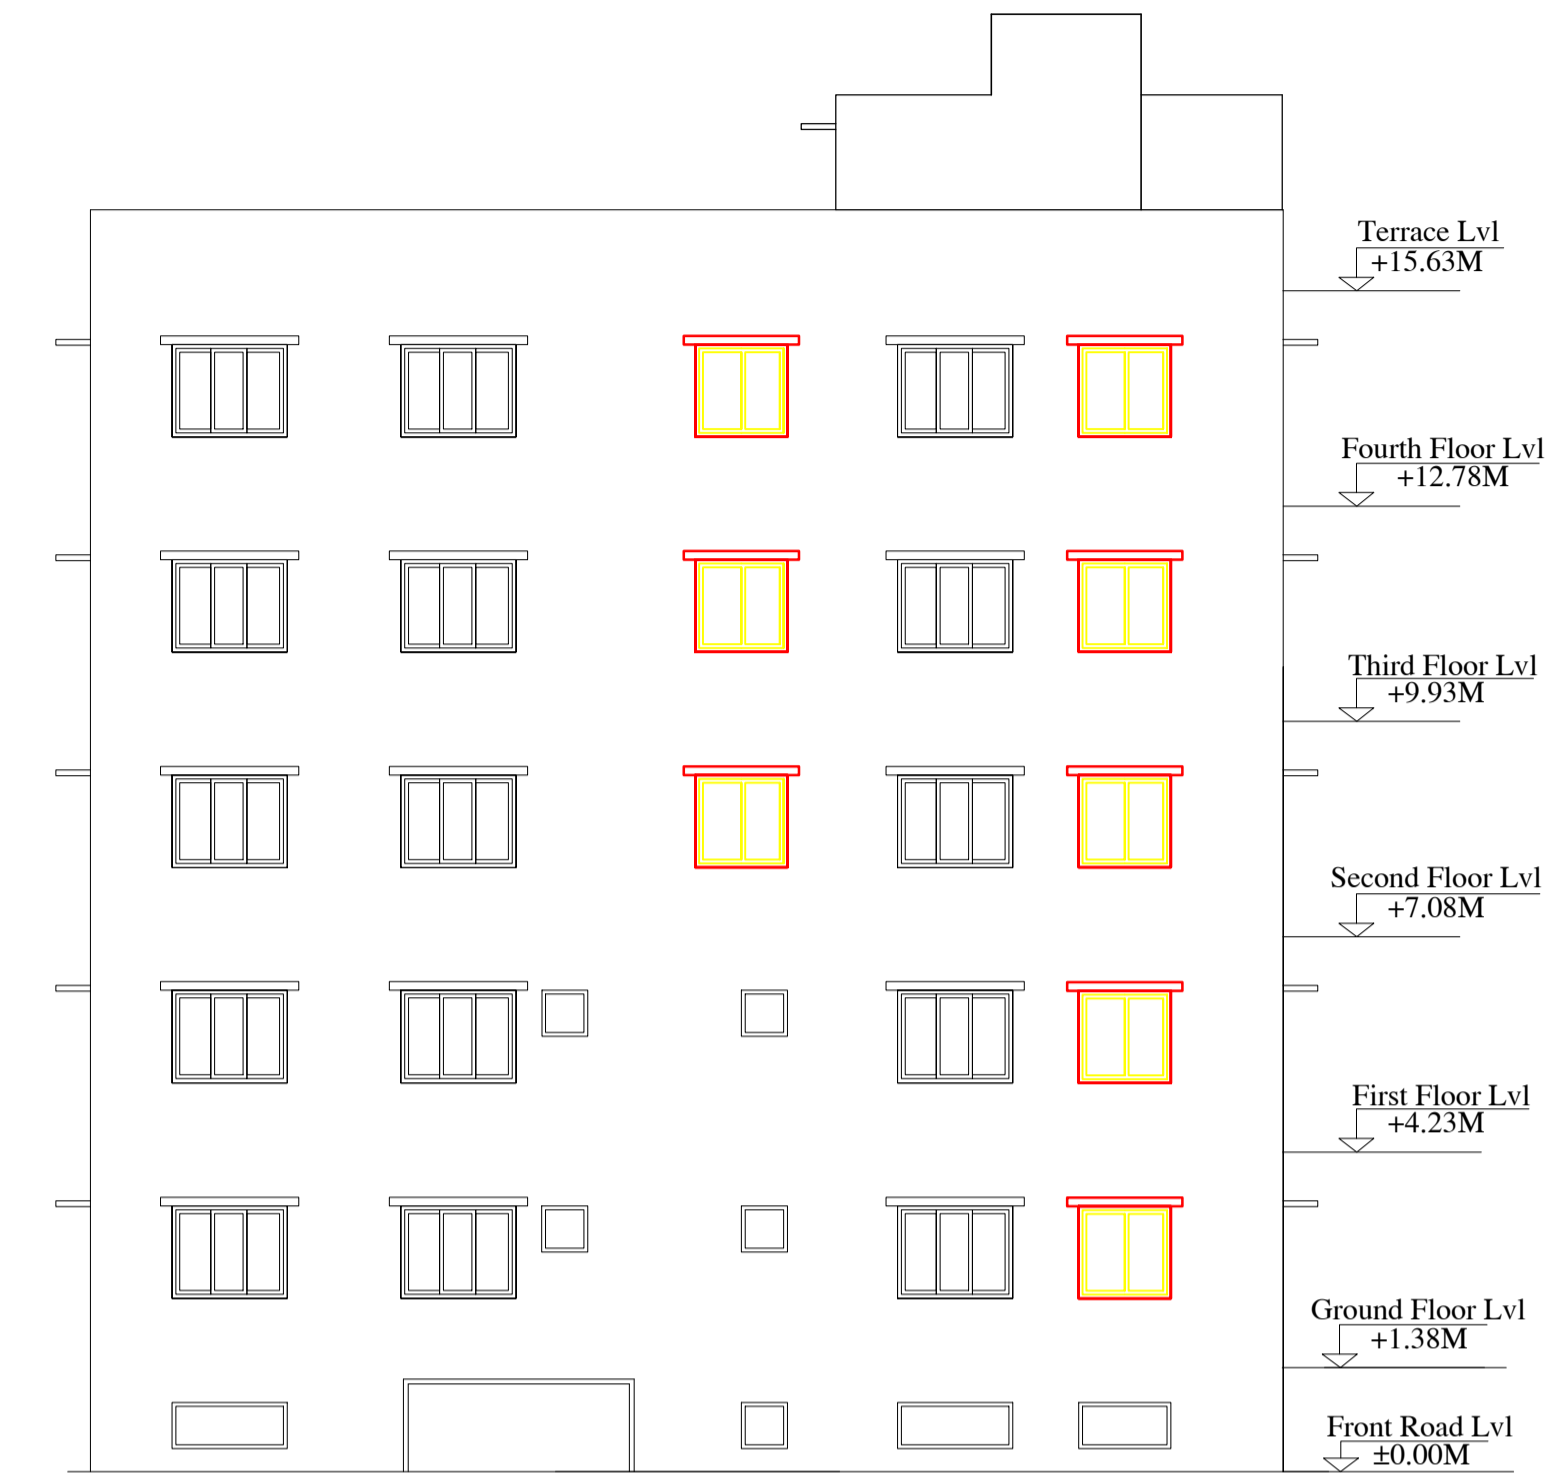 Terrace Lvl
+15.63M
Fourth Floor Lvl
+12.78M
Third Floor Lvl
+9.93M
Second Floor Lvl
+7.08M
First Floor Lvl
+4.23M
Ground Floor Lvl
+1.38M
Front Road Lvl
±0.00M